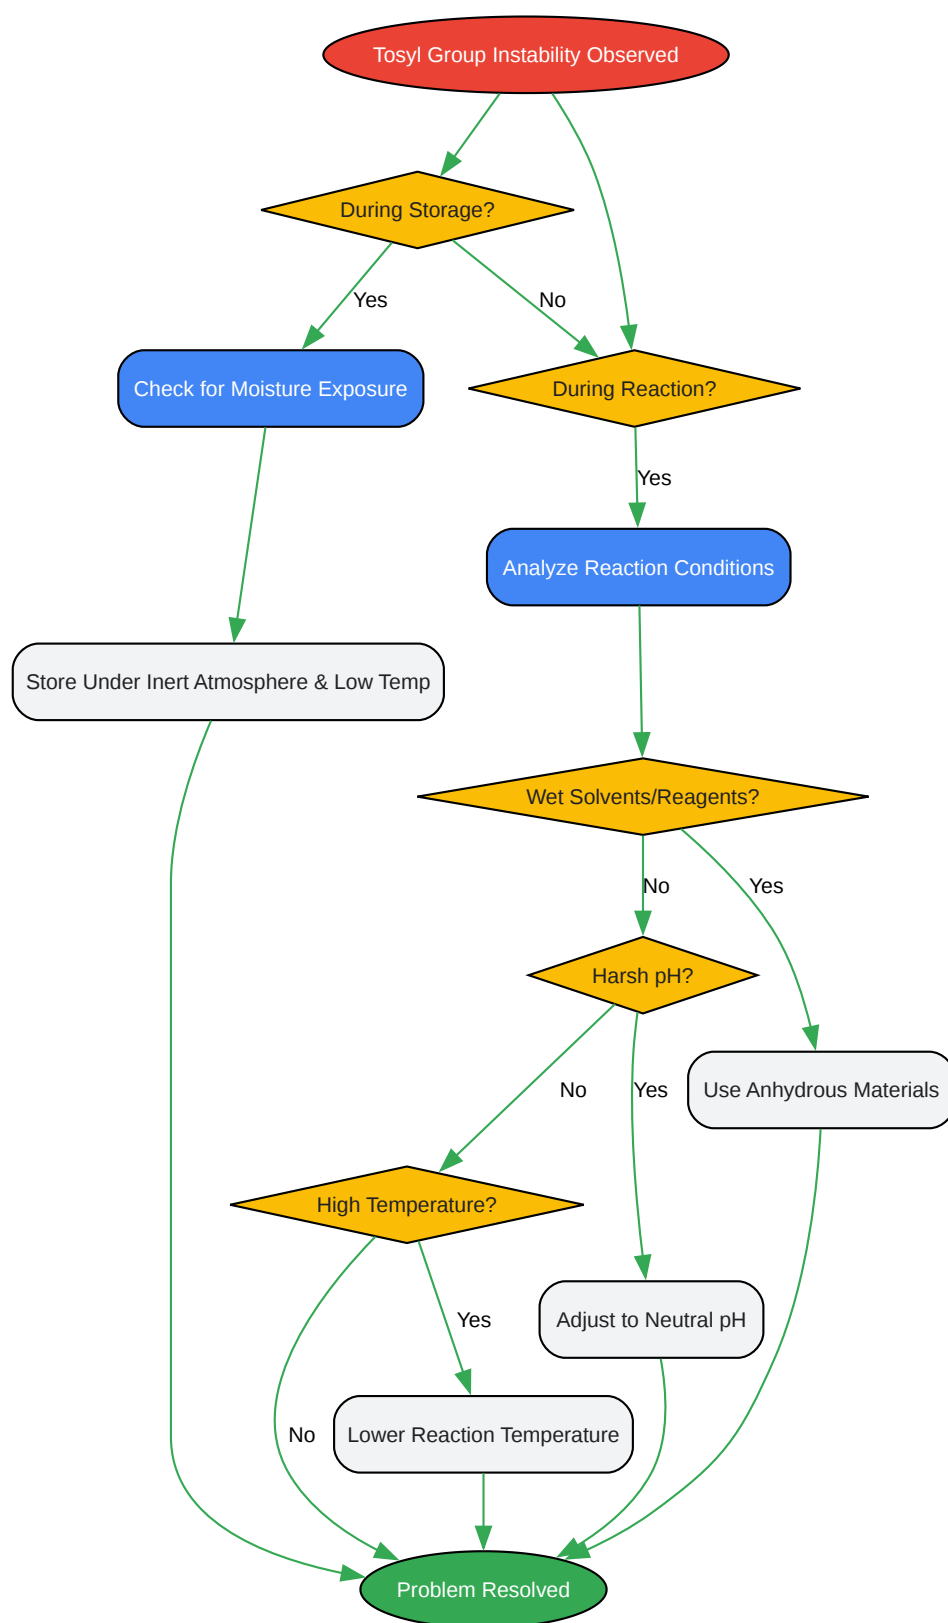 Tosyl Group Instability Observed
During Storage?
Yes
No
Check for Moisture Exposure
During Reaction?
Yes
Analyze Reaction Conditions
Store Under Inert Atmosphere & Low Temp
Wet Solvents/Reagents?
No
Yes
Harsh pH?
No
Yes
Use Anhydrous Materials
High Temperature?
Yes
Adjust to Neutral pH
No
Lower Reaction Temperature
Problem Resolved